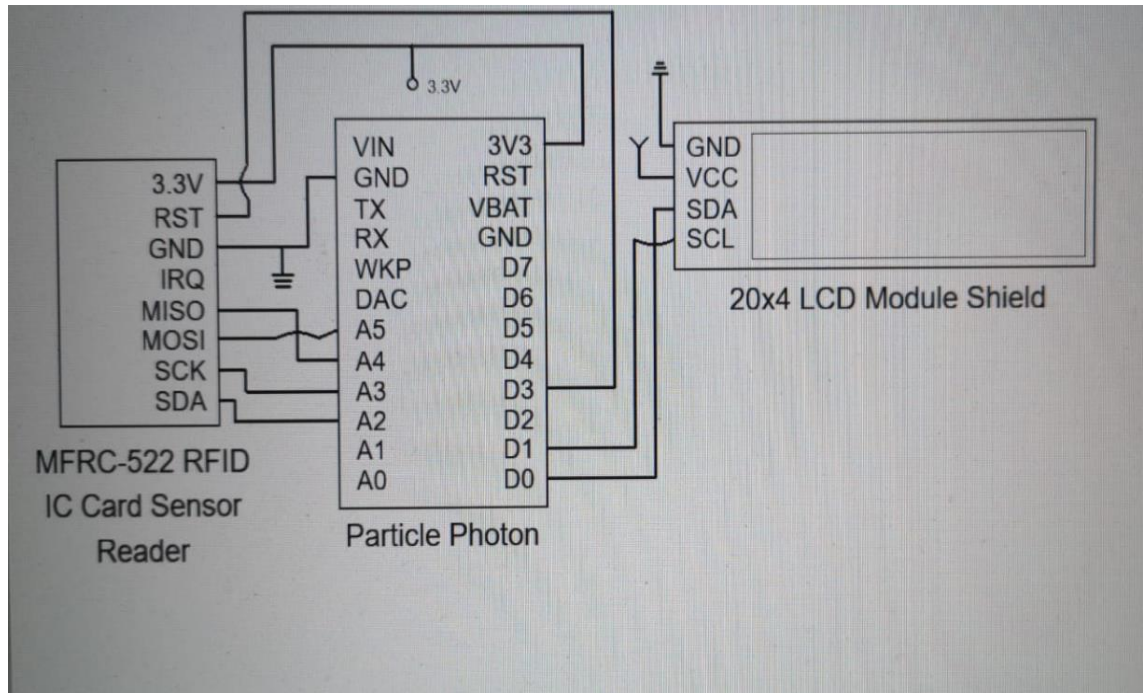 3.3V
3.3V
RST
GND
IRQ
MISO
MOSI
SCK
SDA
MFRC-522 RFID
IC Card Sensor
Reader
VIN 3V3
GND RST
TX VBAT
RX GND
WKP D7
DAC D6
A5 D5
A4 D4
A3 D3
A2 D2
A1 D1
A0 D0
Particle Photon
GND
VCC
SDA
SCL
20x4 LCD Module Shield